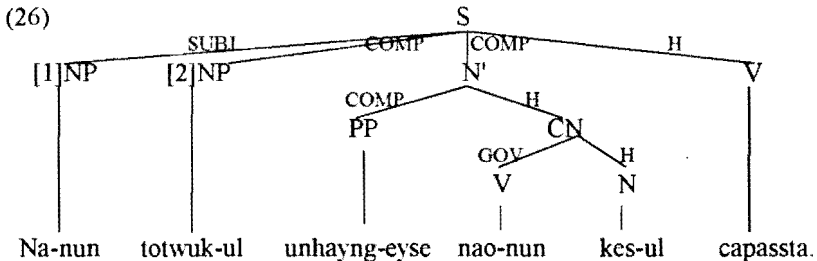 (26) S
SUBJ COMP COMP H
[1]NP [2]NP N' V
COMP H
PP CN
GOV H
V N
Na-nun totwuk-ul unhayng-eyse nao-nun kes-ul capassta.